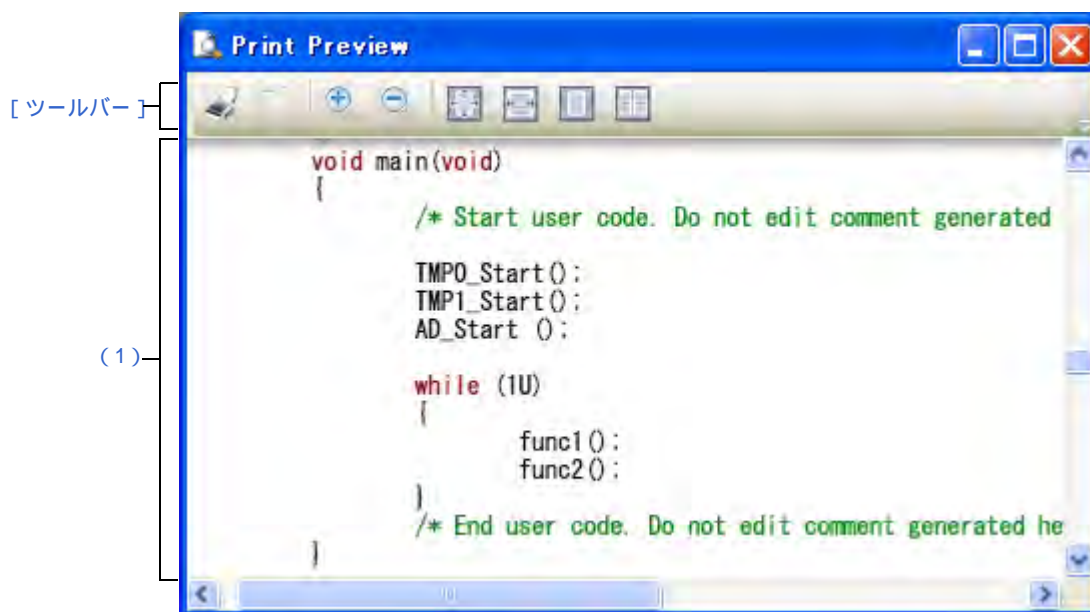 Print Preview
[ ツールバー ]
(1)
void main(void)
{
/* Start user code. Do not edit comment generated
TMP0_Start();
TMP1_Start();
AD_Start ();
while (1U)
{
func1();
func2();
}
/* End user code. Do not edit comment generated he
}